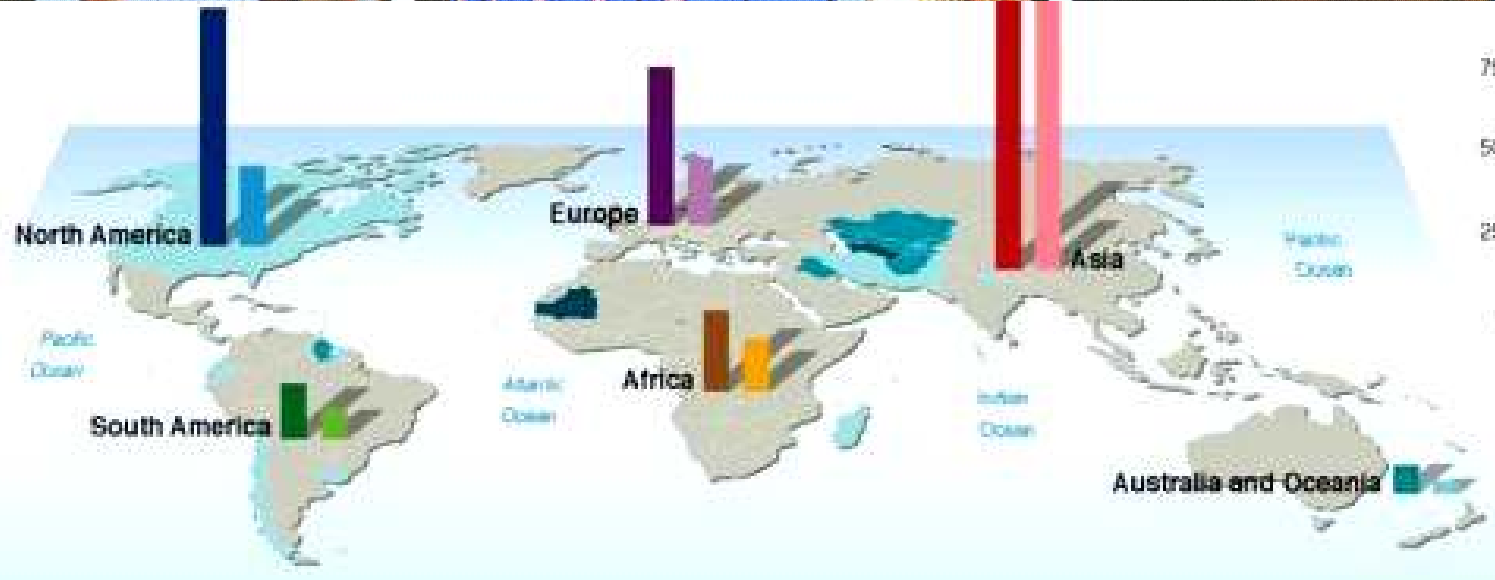 North America
Europe
Asia
Pacific
Ocean
Pacific
Ocean
Africa
Atlantic
Ocean
Indian
Ocean
South America
Australia and Oceania